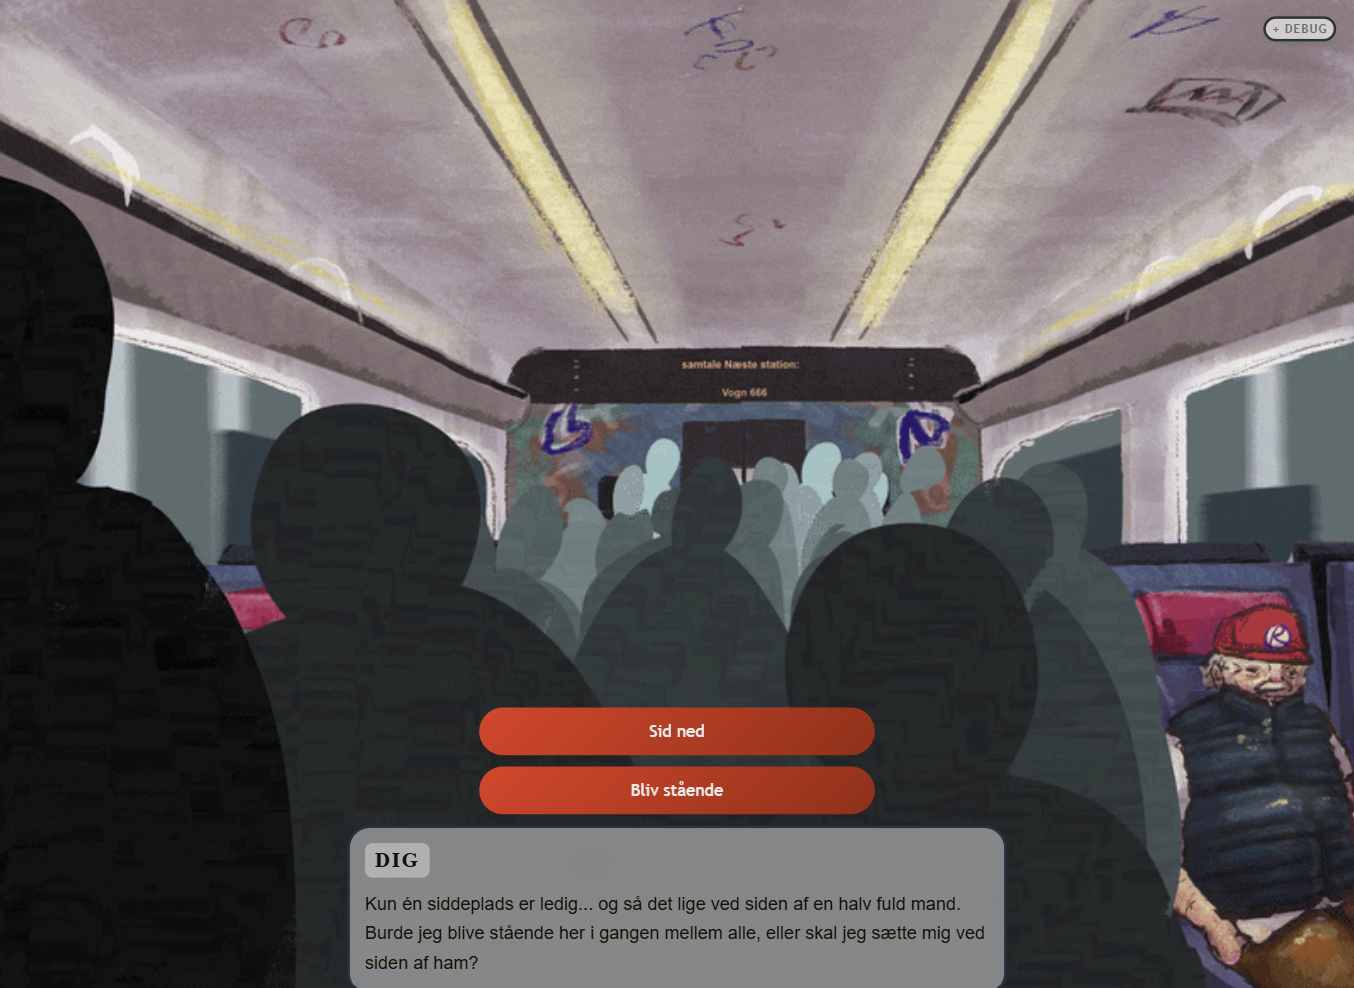 + DEBUG
samtale Næste station:
Vogn 666
Sid ned
Bliv stående
DIG
Kun én siddeplads er ledig... og så det lige ved siden af en halv fuld mand.
Burde jeg blive stående her i gangen mellem alle, eller skal jeg sætte mig ved
siden af ham?